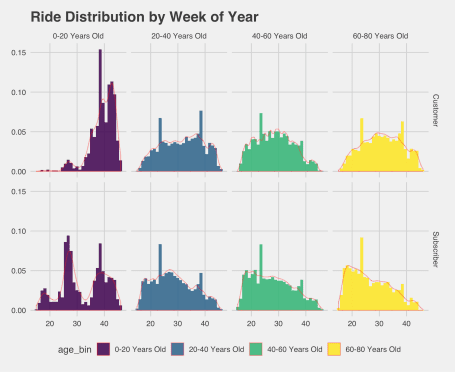 Ride Distribution by Week of Year
0-20 Years Old 20-40 Years Old 40-60 Years Old 60-80 Years Old
0.15
0.10
0.05
0.00
Customer
0.15
0.10
0.05
0.00
Subscriber
20 30 40 20 30 40 20 30 40 20 30 40
age_bin 0-20 Years Old 20-40 Years Old 40-60 Years Old 60-80 Years Old